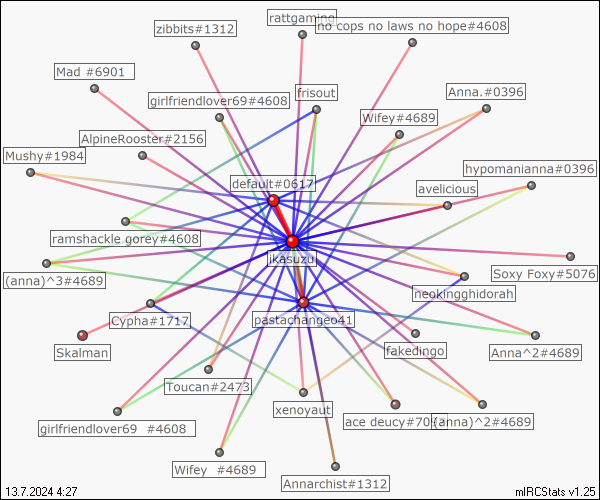 rattgaming
zibbits#1312
no cops no laws no hope#4608
Mad #6901
girlfriendlover69#4608
frisout
Anna.#0396
Wifey#4689
AlpineRooster#2156
Mushy#1984
hypomanianna#0396
default#0617
avelicious
ramshackle gorey#4608
jkasuzu
(anna)^3#4689
Soxy Foxy#5076
neokingghidorah
Cypha#1717
pastachangeo41
Skalman
fakedingo
Anna^2#4689
Toucan#2473
xenoyaut
girlfriendlover69 #4608
ace deucy#70
(anna)^2#4689
Wifey #4689
Annarchist#1312
13.7.2024 4:27
mIRCStats v1.25